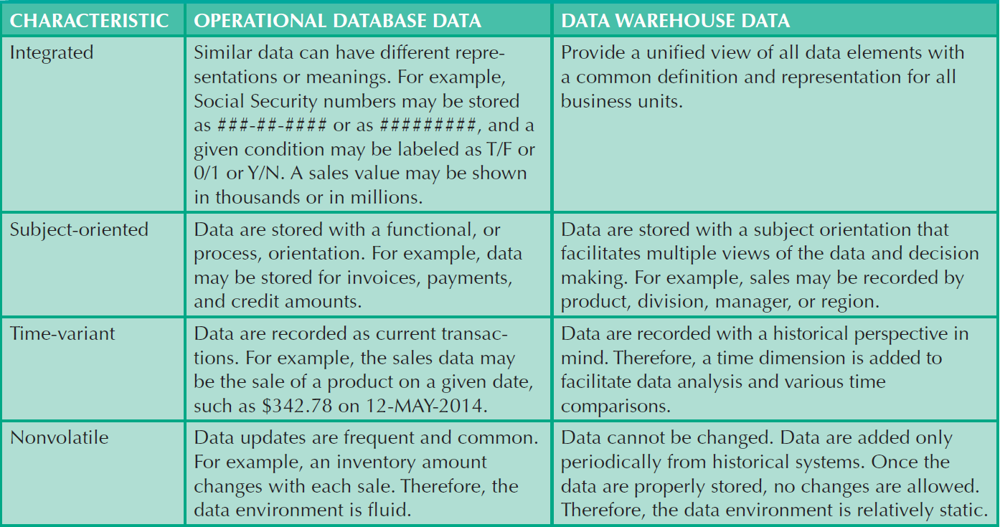 CHARACTERISTIC
OPERATIONAL DATABASE DATA
DATA WAREHOUSE DATA
Integrated
Similar data can have different repre-
sentations or meanings. For example,
Social Security numbers may be stored
as ###-##-#### or as #########, and a
given condition may be labeled as T/F or
0/1 or Y/N. A sales value may be shown
in thousands or in millions.
Provide a unified view of all data elements with
a common definition and representation for all
business units.
Subject-oriented
Data are stored with a functional, or
process, orientation. For example, data
may be stored for invoices, payments,
and credit amounts.
Data are stored with a subject orientation that
facilitates multiple views of the data and decision
making. For example, sales may be recorded by
product, division, manager, or region.
Time-variant
Data are recorded as current transac-
tions. For example, the sales data may
be the sale of a product on a given date,
such as $342.78 on 12-MAY-2014.
Data are recorded with a historical perspective in
mind. Therefore, a time dimension is added to
facilitate data analysis and various time
comparisons.
Nonvolatile
Data updates are frequent and common.
For example, an inventory amount
changes with each sale. Therefore, the
data environment is fluid.
Data cannot be changed. Data are added only
periodically from historical systems. Once the
data are properly stored, no changes are allowed.
Therefore, the data environment is relatively static.